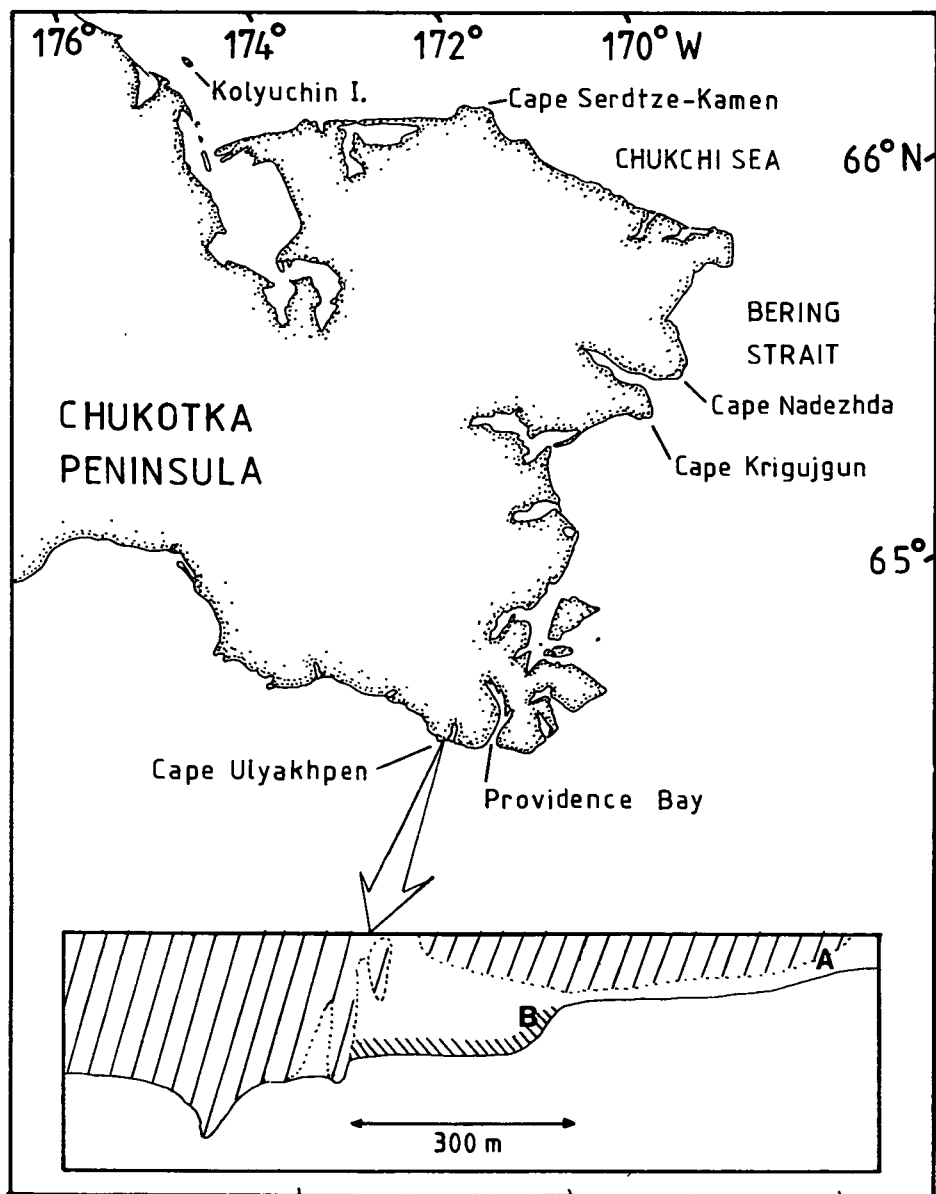 176° 174° 172° 170° W
Kolyuchin I.
Cape Serdtze-Kamen
CHUKCHI SEA
66° N
BERING
STRAIT
Cape Nadezhda
CHUKOTKA
PENINSULA
Cape Krigujgun
65°
Cape Ulyakhpen
Providence Bay
A
B
300 m